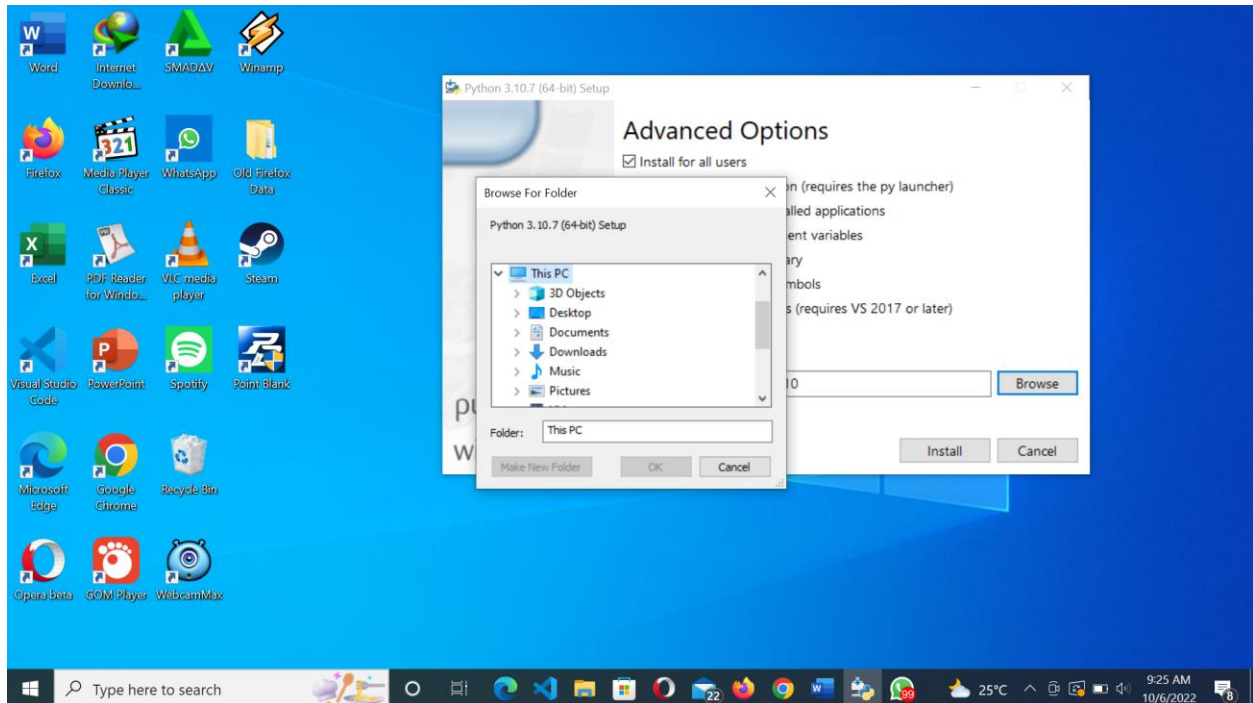 Word
Internet
Downlo...
SMADAV
Winamp
Firefox
Media Player
Classic
WhatsApp
Old Firefox
Data
Excel
PDF Reader
for Windo...
VLC media
player
Steam
Visual Studio
Code
PowerPoint
Spotify
Point Blank
Microsoft
Edge
Google
Chrome
Recycle Bin
Opera beta
GOM Player
WebcamMax
Python 3.10.7 (64-bit) Setup
Advanced Options
Install for all users
(requires the py launcher)
applications
variables
(requires VS 2017 or later)
10
Browse
Install
Cancel
Browse For Folder
Python 3.10.7 (64-bit) Setup
This PC
3D Objects
Desktop
Documents
Downloads
Music
Pictures
Folder: This PC
Make New Folder
OK
Cancel
Type here to search
22
99
25°C
9:25 AM
10/6/2022
8